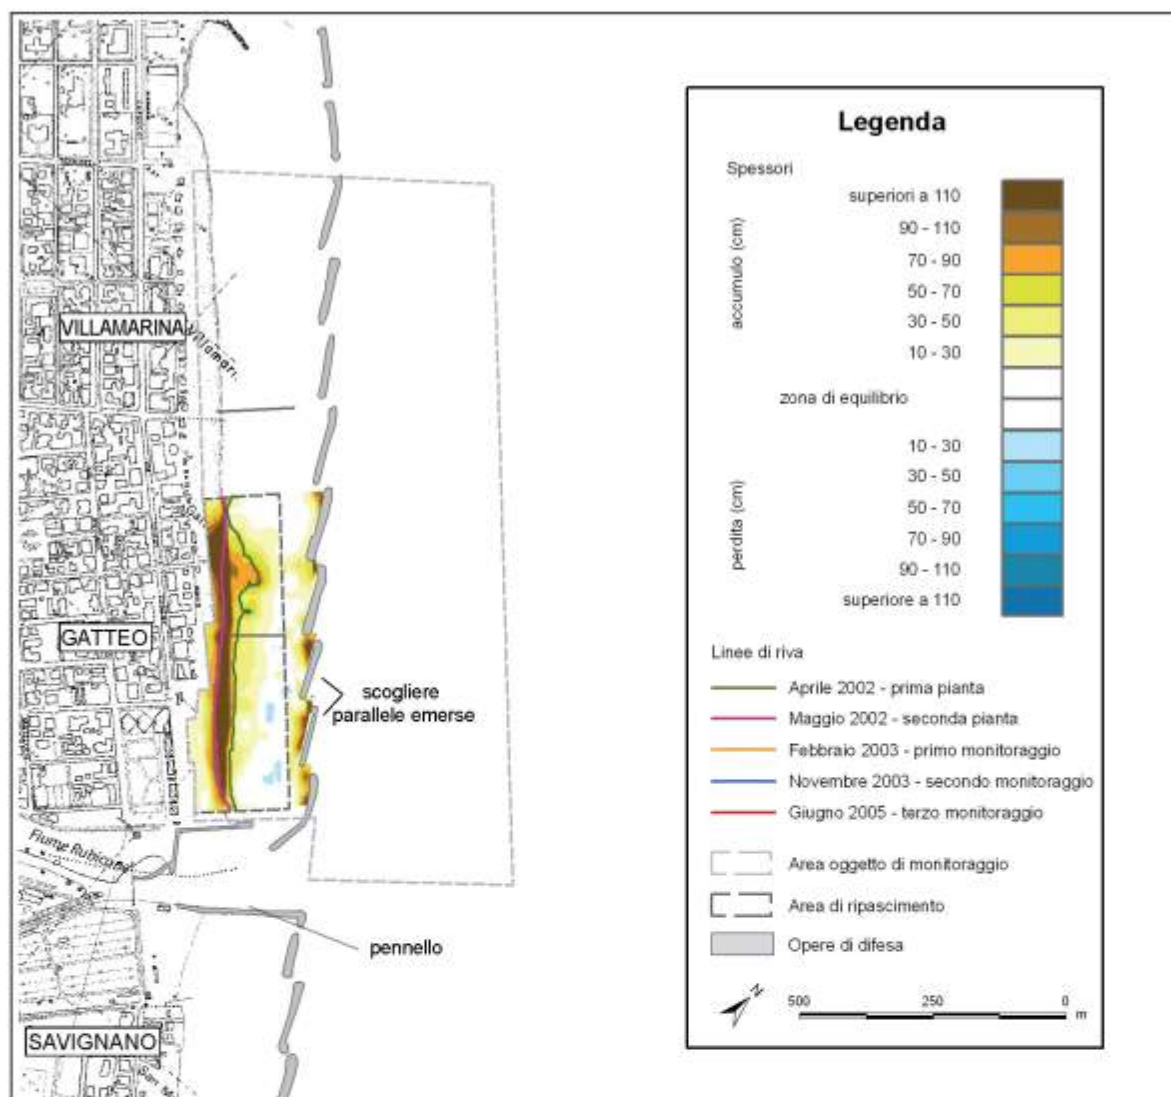 VILLAMARINA
Villamari.
GATTEO
scogliere
parallele emerse
Fiume Rubicone
pennello
SAVIGNANO
Legenda
Spessori
accumulo (cm)
superiori a 110
90 - 110
70 - 90
50 - 70
30 - 50
10 - 30
zona di equilibrio
perdita (cm)
10 - 30
30 - 50
50 - 70
70 - 90
90 - 110
superiore a 110
Linee di riva
Aprile 2002 - prima pianta
Maggio 2002 - seconda pianta
Febbraio 2003 - primo monitoraggio
Novembre 2003 - secondo monitoraggio
Giugno 2005 - terzo monitoraggio
Area oggetto di monitoraggio
Area di ripascimento
Opere di difesa
N
500 250 0
m